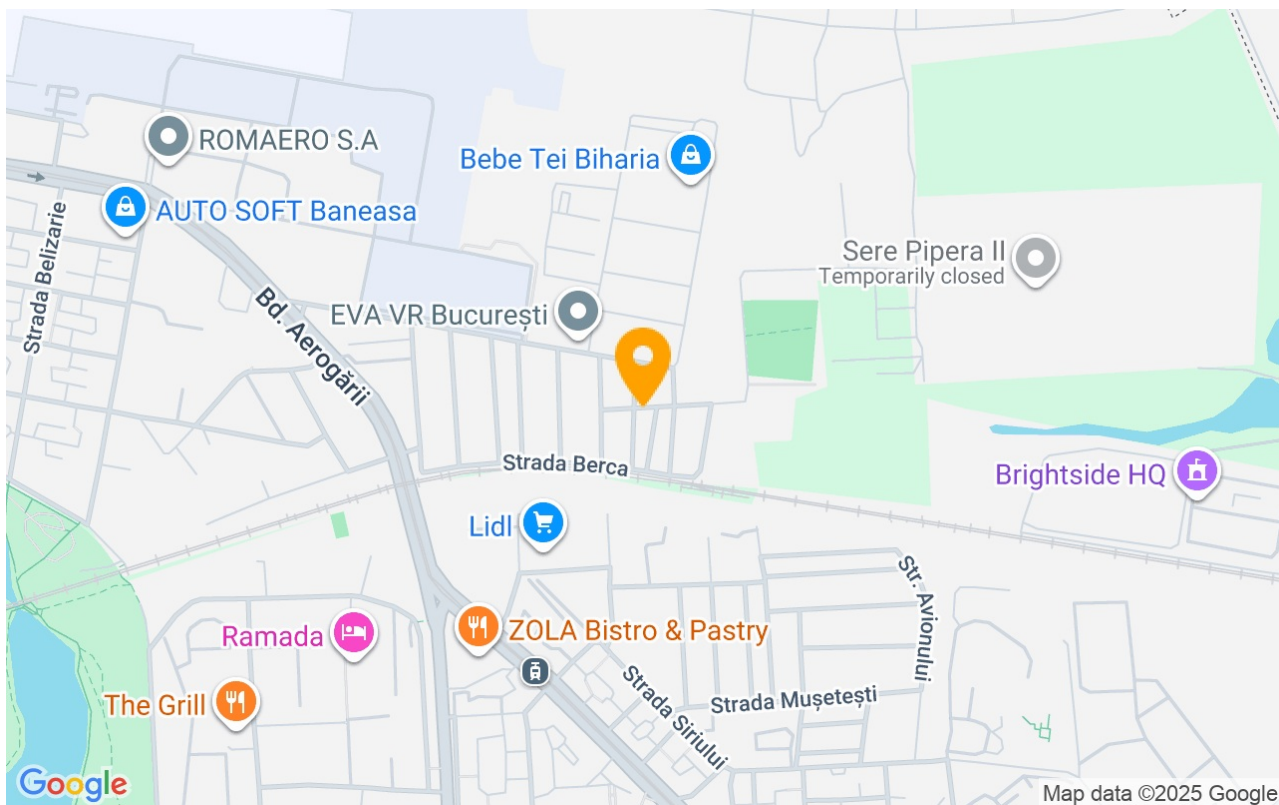 ROMAERO S.A
Bebe Tei Biharia
AUTO SOFT Baneasa
Strada Belizarie
Sere Pipera II
Temporarily closed
Bd. Aerogării
EVA VR București
Strada Berca
Brightside HQ
Lidl
Str. Avionului
Ramada
ZOLA Bistro & Pastry
The Grill
Strada Siriului
Strada Mușetești
Google
Map data ©2025 Google